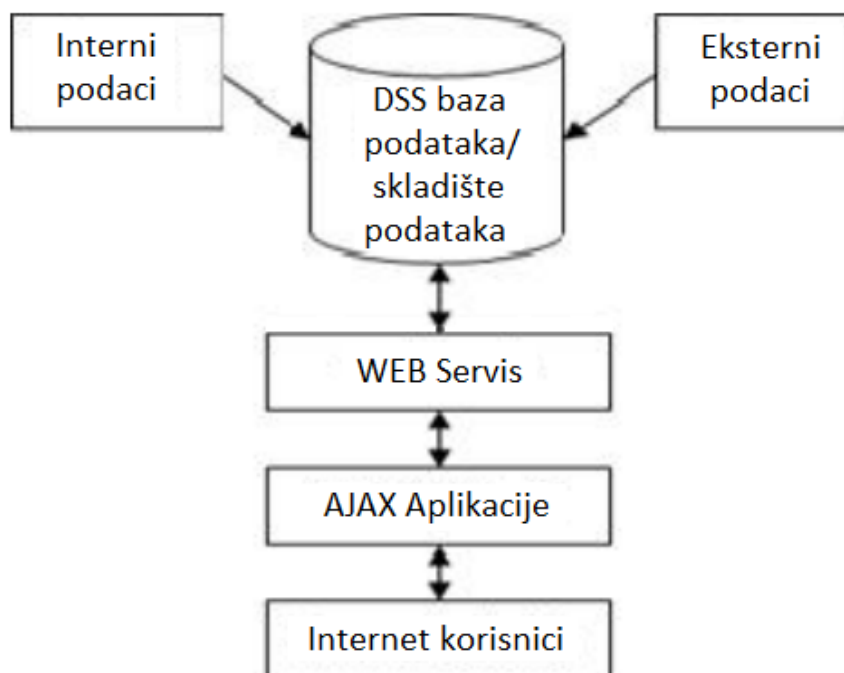 Interni
podaci
DSS baza
podataka/
skladište
podataka
Eksterni
podaci
WEB Servis
AJAX Aplikacije
Internet korisnici